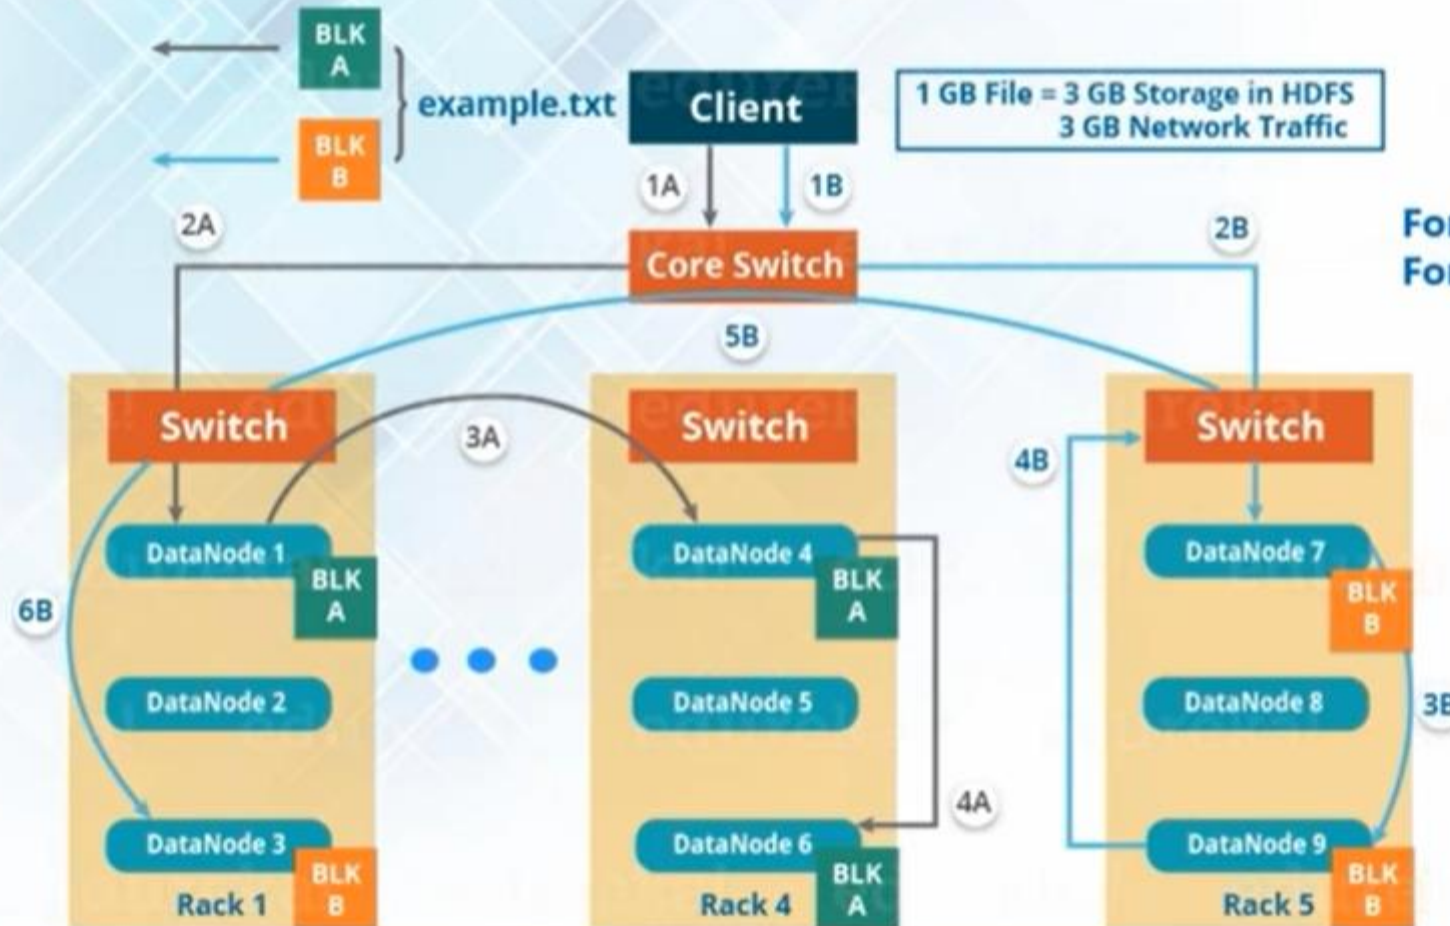 BLK
A
BLK
B
example.txt
Client
1 GB File = 3 GB Storage in HDFS
3 GB Network Traffic
1A
1B
2A
Core Switch
2B
For
For
5B
Switch
Switch
Switch
3A
4B
DataNode 1
BLK
A
DataNode 4
BLK
A
DataNode 7
BLK
B
6B
DataNode 2
DataNode 5
DataNode 8
3B
4A
DataNode 3
BLK
B
DataNode 6
BLK
A
DataNode 9
BLK
B
Rack 1
Rack 4
Rack 5